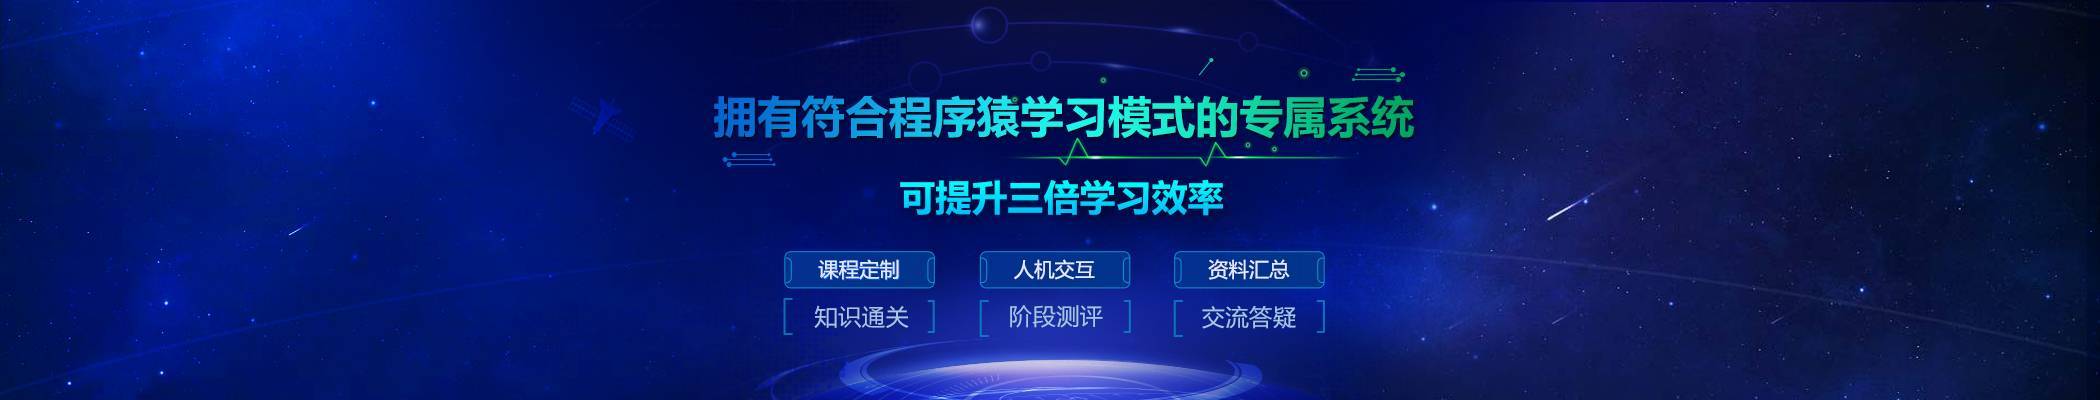 拥有符合程序猿学习模式的专属系统
可提升三倍学习效率
课程定制 人机交互 资料汇总
知识通关 阶段测评 交流答疑